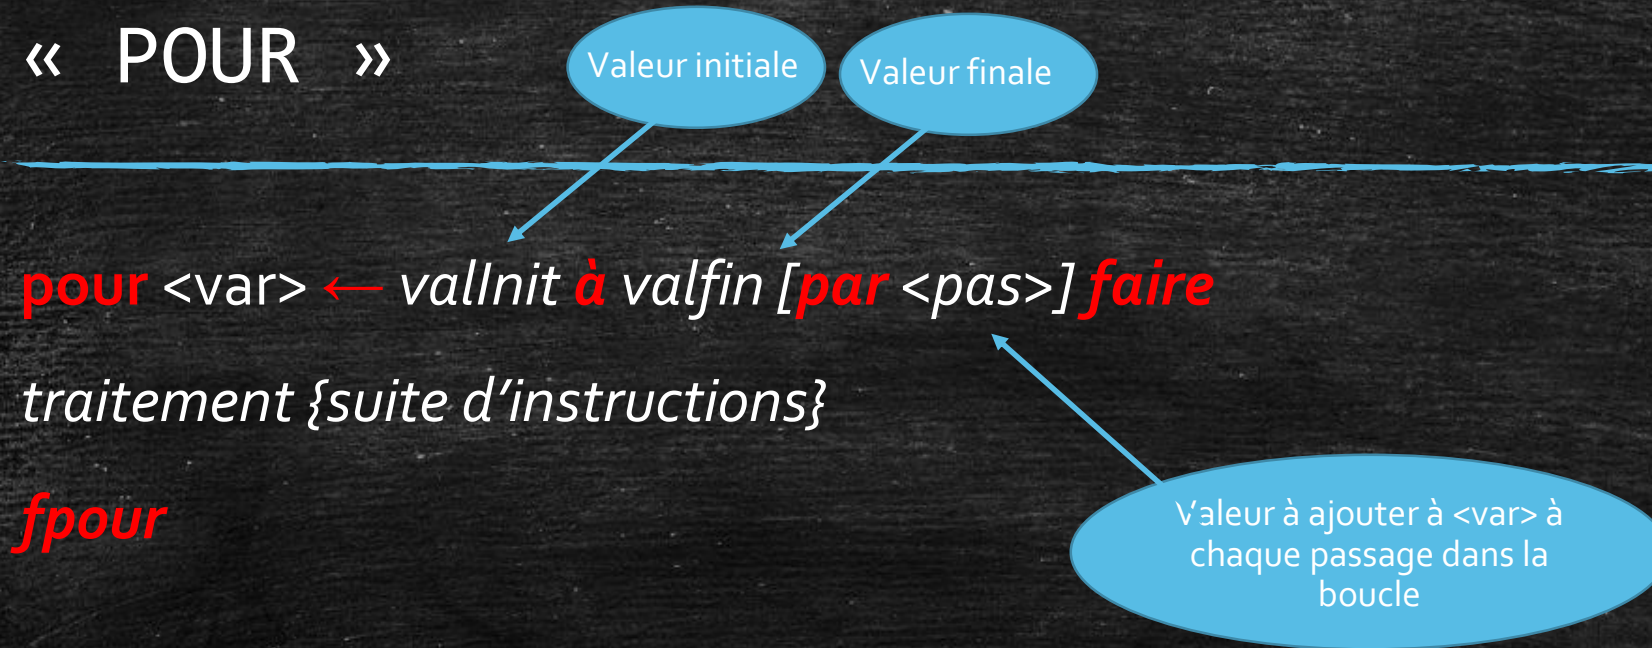 « POUR »
Valeur initiale
Valeur finale
pour <var> ← valInit à valfin [par <pas>] faire
traitement {suite d’instructions}
fpour
Valeur à ajouter à <var> à
chaque passage dans la
boucle